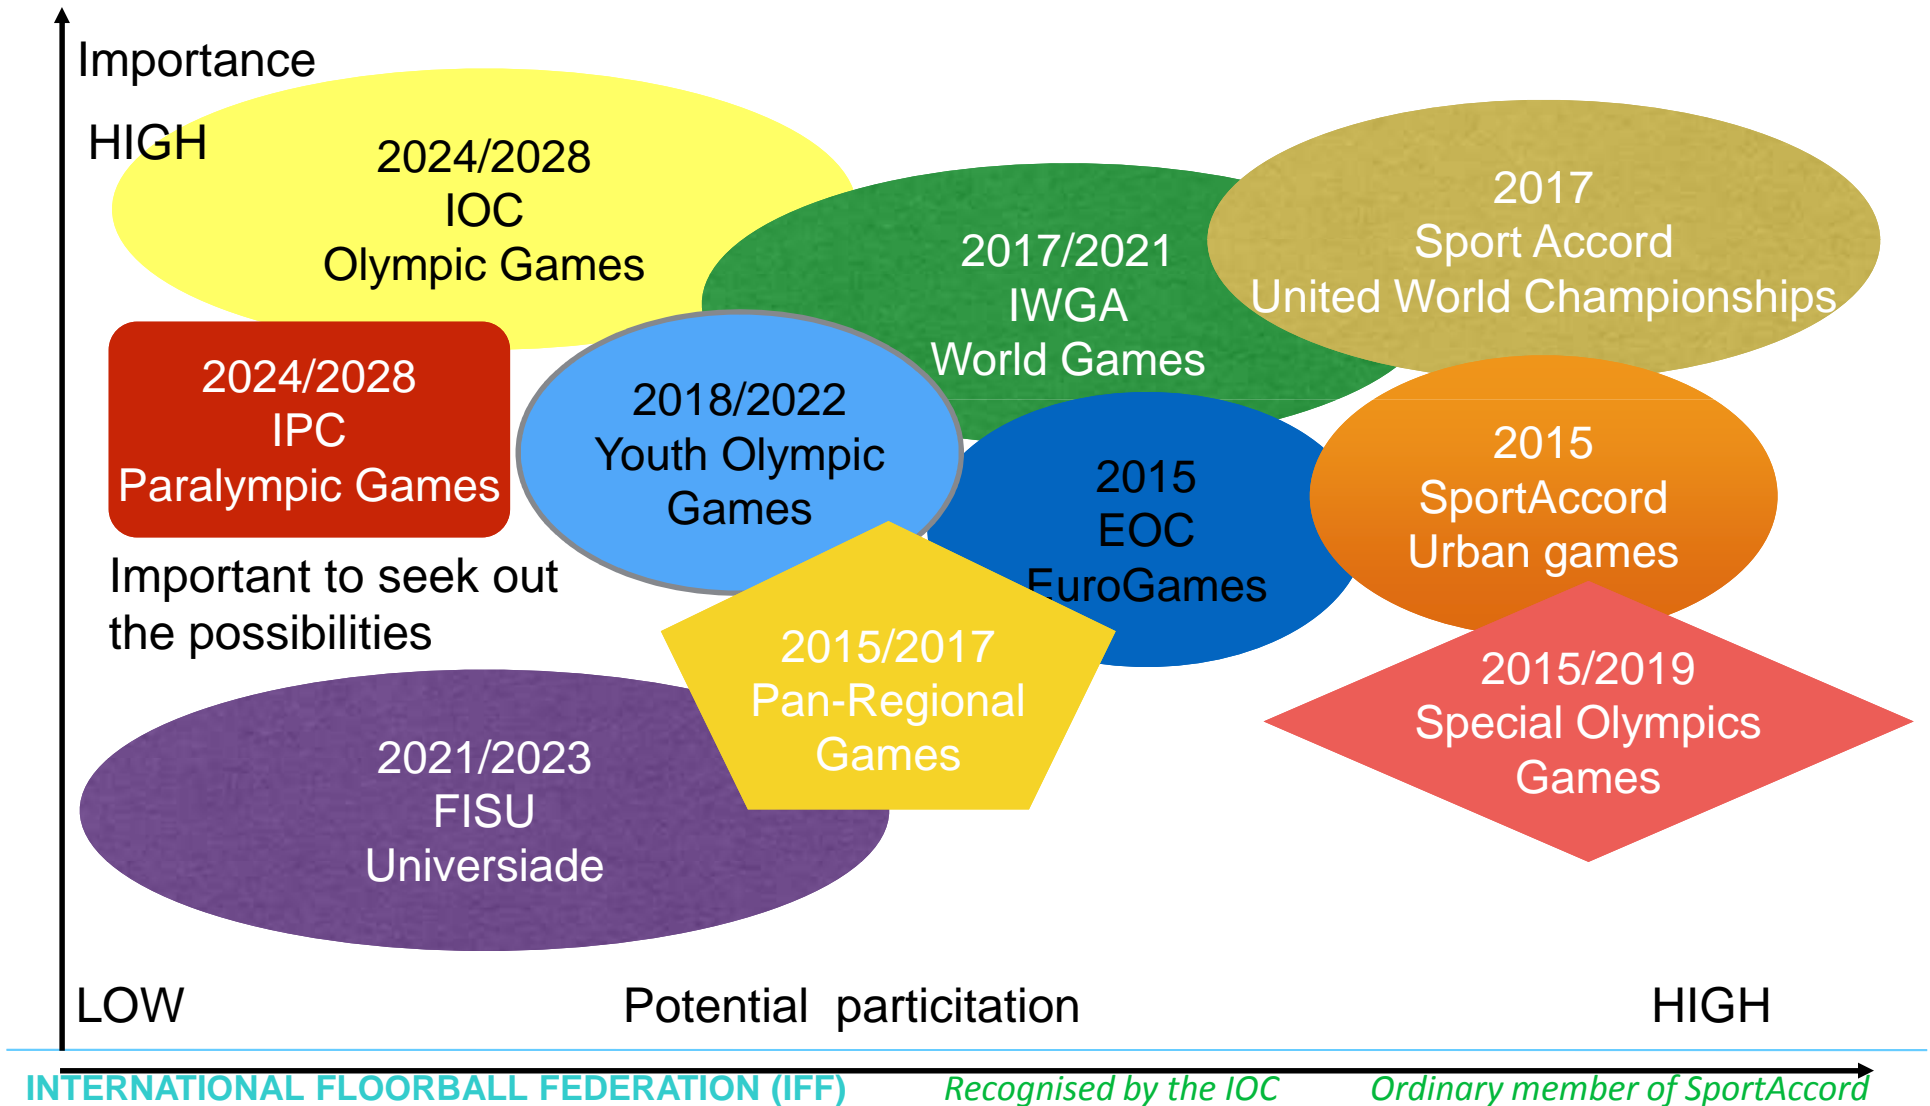 Importance
HIGH
2024/2028
IOC
Olympic Games
2017/2021
IWGA
World Games
2017
Sport Accord
United World Championships
2024/2028
IPC
Paralympic Games
2018/2022
Youth Olympic
Games
2015
EOC
EuroGames
2015
SportAccord
Urban games
Important to seek out
the possibilities
2015/2017
Pan-Regional
Games
2015/2019
Special Olympics
Games
2021/2023
FISU
Universiade
LOW
Potential particitation
HIGH
INTERNATIONAL FLOORBALL FEDERATION (IFF)
Recognised by the IOC
Ordinary member of SportAccord